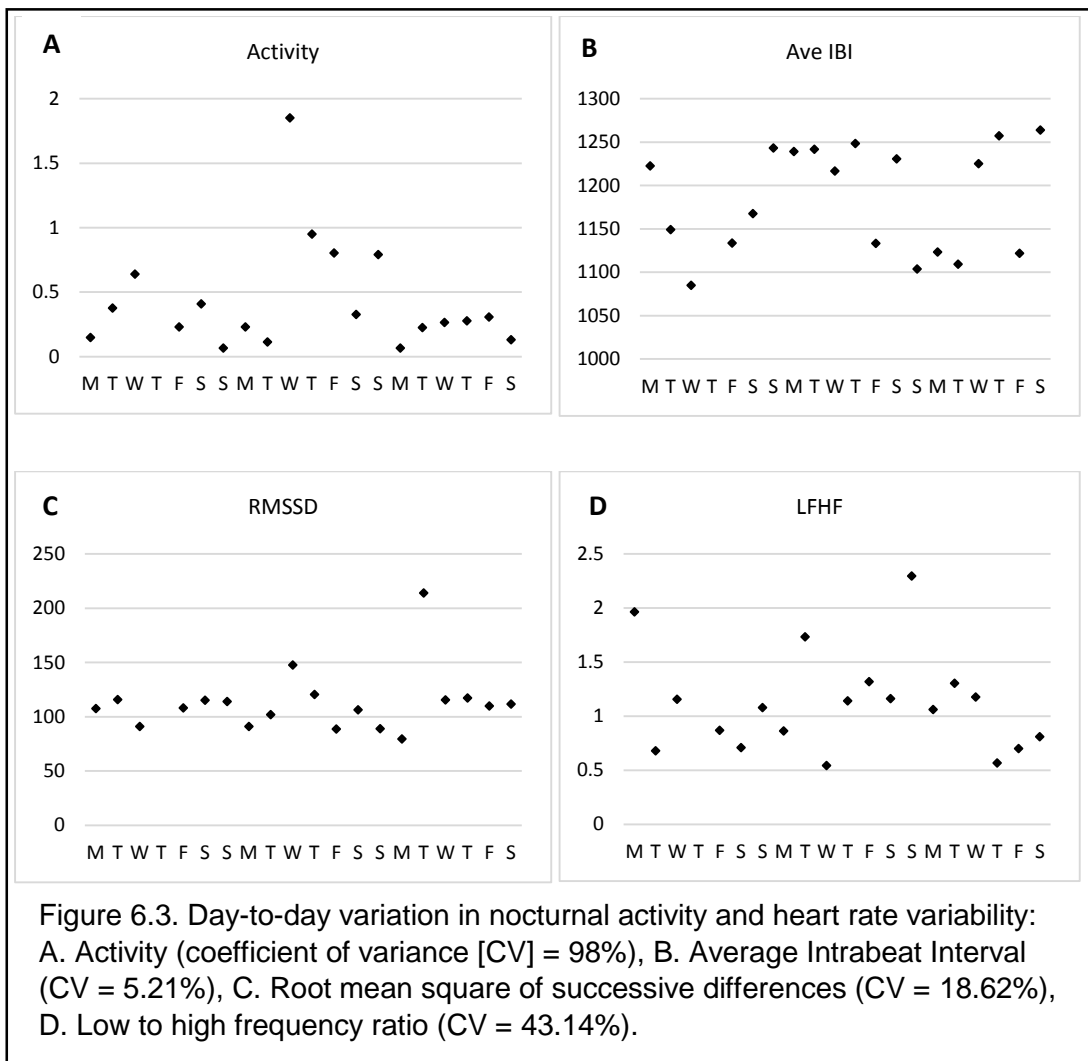 A
Activity
2
1.5
1
0.5
0
M T W T F S S M T W T F S S M T W T F S
B
Ave IBI
1300
1250
1200
1150
1100
1050
1000
M T W T F S S M T W T F S S M T W T F S
C
RMSSD
250
200
150
100
50
0
M T W T F S S M T W T F S S M T W T F S
D
LFHF
2.5
2
1.5
1
0.5
0
M T W T F S S M T W T F S S M T W T F S
Figure 6.3. Day-to-day variation in nocturnal activity and heart rate variability:
A. Activity (coefficient of variance [CV] = 98%), B. Average Intrabeat Interval
(CV = 5.21%), C. Root mean square of successive differences (CV = 18.62%),
D. Low to high frequency ratio (CV = 43.14%).